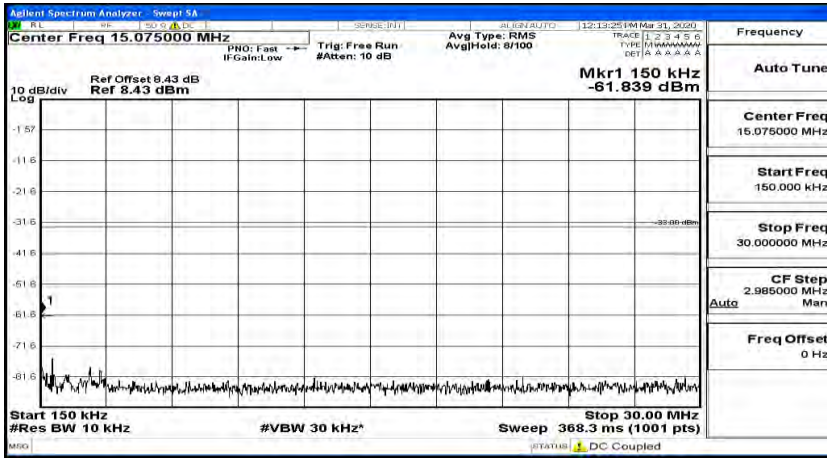 Agilent Spectrum Analyzer - Swept SA
RL RF 50 Ω DC SENSE:INT ALIGN AUTO 12:13:25 PM Mar 31, 2020
Center Freq 15.075000 MHz
PNO: Fast
IFGain:Low
Trig: Free Run
#Atten: 10 dB
Avg Type: RMS
Avg|Hold: 8/100
TRACE 1 2 3 4 5 6
TYPE MWWWWW
DET A A A A A A
Ref Offset 8.43 dB
Ref 8.43 dBm
10 dB/div
Log
Mkr1 150 kHz
-61.839 dBm
-1.57
-11.6
-21.6
-31.6
-33.00 dBm
-41.6
-51.6
1
-61.6
-71.6
-81.6
Start 150 kHz
Stop 30.00 MHz
#Res BW 10 kHz
#VBW 30 kHz*
Sweep 368.3 ms (1001 pts)
MSG
STATUS
DC Coupled
Frequency
Auto Tune
Center Freq
15.075000 MHz
Start Freq
150.000 kHz
Stop Freq
30.000000 MHz
CF Step
2.985000 MHz
Auto Man
Freq Offset
0 Hz